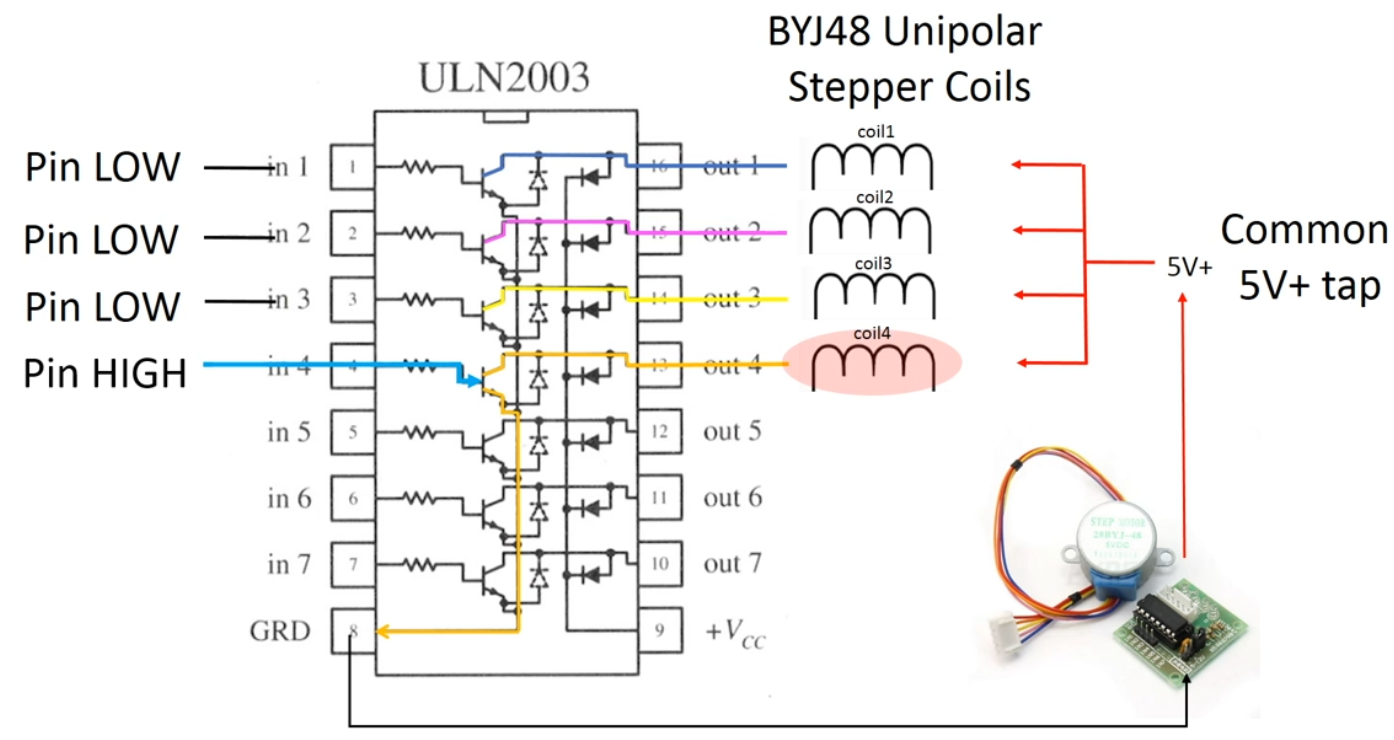 BYJ48 Unipolar
Stepper Coils
ULN2003
coil1
Pin LOW
in 1
1
16
out 1
coil2
Pin LOW
in 2
2
15
out 2
Common
5V+ tap
5V+
coil3
Pin LOW
in 3
3
14
out 3
coil4
Pin HIGH
in 4
4
13
out 4
in 5
5
12
out 5
in 6
6
11
out 6
in 7
7
10
out 7
GRD
8
9
+VCC
STEP MOTOR
28BYJ-48
5VDC